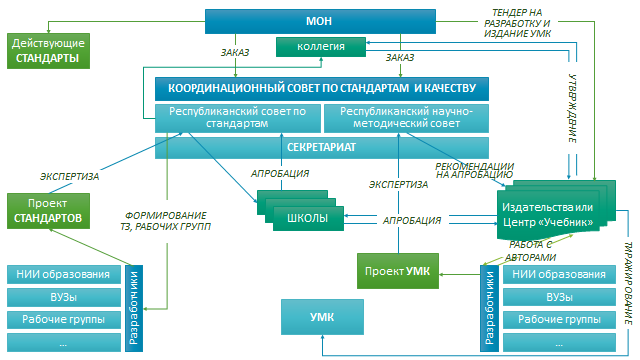 МОН
ТЕНДЕР НА
РАЗРАБОТКУ И
ИЗДАНИЕ УМК
Действующие
СТАНДАРТЫ
ЗАКАЗ
коллегия
ЗАКАЗ
КООРДИНАЦИОННЫЙ СОВЕТ ПО СТАНДАРТАМ И КАЧЕСТВУ
УТВЕРЖДЕНИЕ
Республиканский совет по
стандартам
Республиканский научно-
методический совет
СЕКРЕТАРИАТ
ЭКСПЕРТИЗА
АПРОБАЦИЯ
ЭКСПЕРТИЗА
РЕКОМЕНДАЦИИ
НА АПРОБАЦИЮ
Проект
СТАНДАРТОВ
ФОРМИРОВАНИЕ
ТЗ, РАБОЧИХ ГРУПП
ШКОЛЫ
АПРОБАЦИЯ
Издательства или
Центр «Учебник»
РАБОТА С
АВТОРАМИ
ТИРАЖИРОВАНИЕ
НИИ образования
ВУЗы
Рабочие группы
...
Разработчики
Проект УМК
УМК
Разработчики
НИИ образования
ВУЗы
Рабочие группы
...